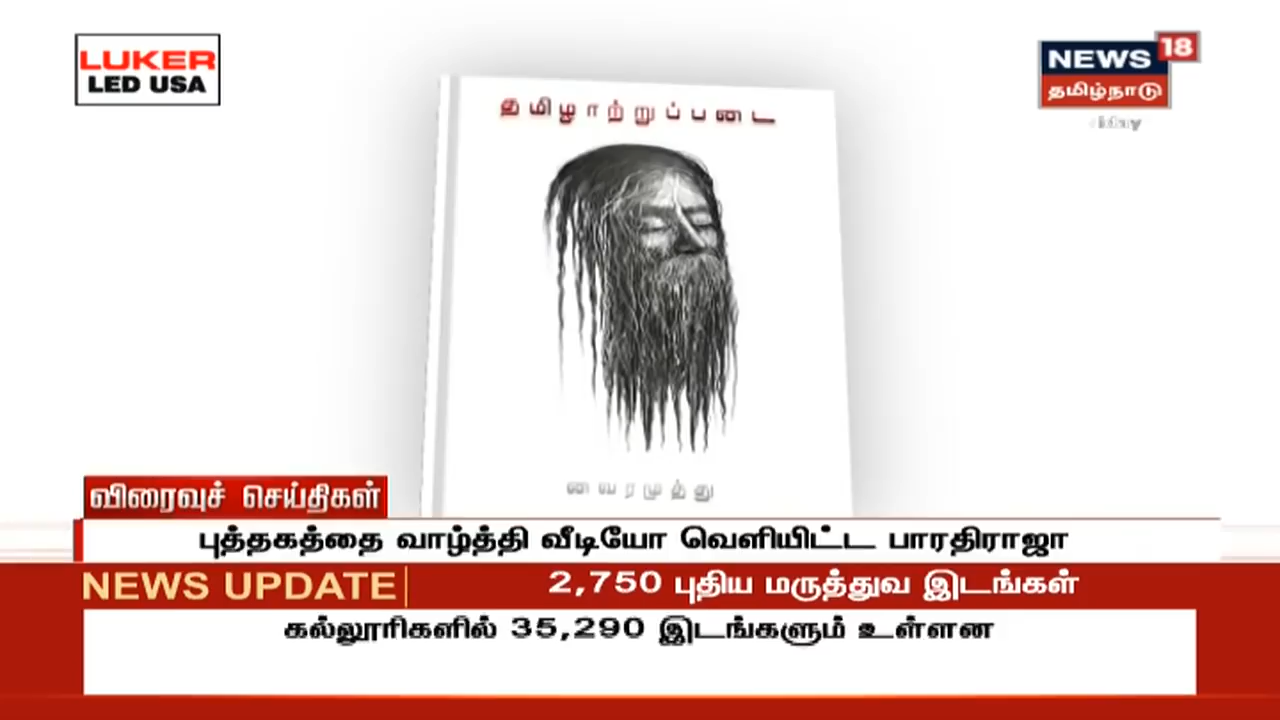 LUKER
LED USA
NEWS 18
தமிழ்நாடு
தமிழாற்றுப்படை
வைரமுத்து
விரைவுச் செய்திகள்
புத்தகத்தை வாழ்த்தி வீடியோ வெளியிட்ட பாரதிராஜா
NEWS UPDATE
2,750 புதிய மருத்துவ இடங்கள்
கல்லூரிகளில் 35,290 இடங்களும் உள்ளன